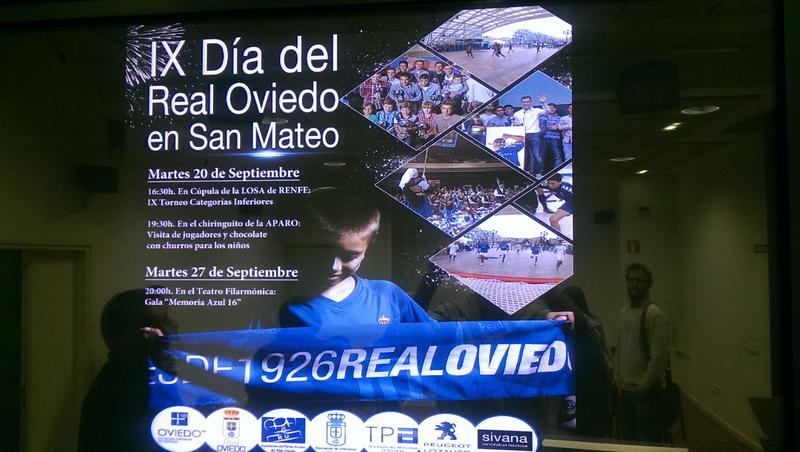 IX Día del
Real Oviedo
en San Mateo
Martes 20 de Septiembre
16:30h. En Cúpula de la LOSA de RENFE:
IX Torneo Categorías Inferiores
19:30h. En el chiringuito de la APARO:
Visita de jugadores y chocolate
con churros para los niños
Martes 27 de Septiembre
20:00h. En el Teatro Filarmónica:
Gala “Memoria Azul 16”
1926REALOVIEDO
OVIEDO
OVIEDO
TPA
PEUGEOT
LOZAUTO
sivana